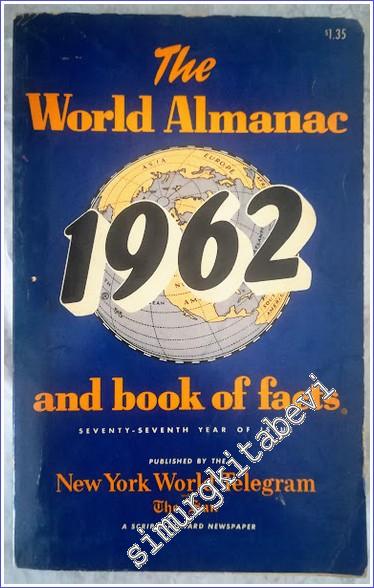 $1.35
The
World Almanac
ASIA
EUROPE
1962
and book of facts
SEVENTY-SEVENTH YEAR OF
PUBLISHED BY THE
New York World-Telegram
The Sun
A SCRIPPS-HOWARD NEWSPAPER
simurgkitabevi